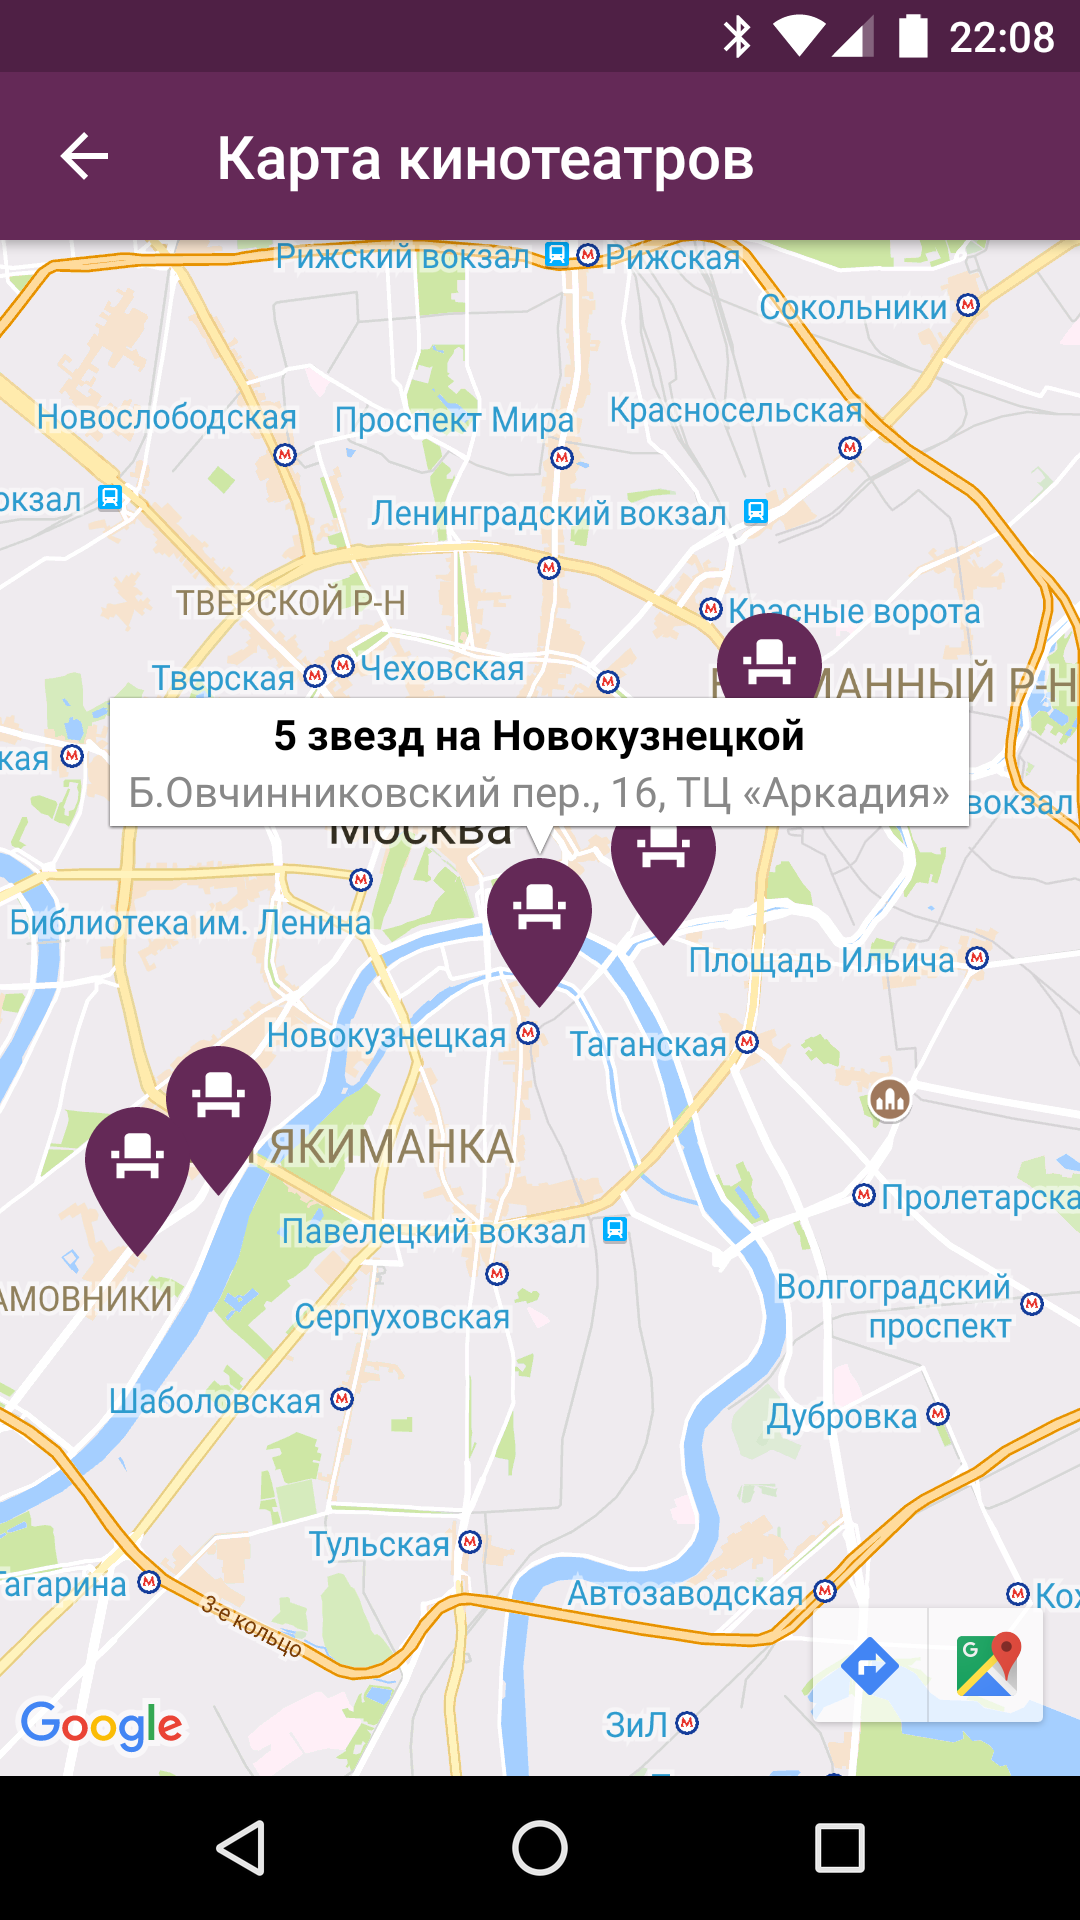 22:08
Карта кинотеатров
Рижский вокзал
Рижская
Сокольники
Новослободская
Проспект Мира
Красносельская
окзал
Ленинградский вокзал
ТВЕРСКОЙ Р-Н
Красные ворота
Тверская
Чеховская
МАННЫЙ Р-Н
5 звезд на Новокузнецкой
Б.Овчинниковский пер., 16, ТЦ «Аркадия»
кая
вокзал
Москва
Библиотека им. Ленина
Площадь Ильича
Новокузнецкая
Таганская
ЯКИМАНКА
Пролетарска
Павелецкий вокзал
АМОВНИКИ
Серпуховская
Волгоградский
проспект
Шаболовская
Дубровка
Тульская
Гагарина
Автозаводская
Кох
3-е кольцо
G
Google
ЗиЛ